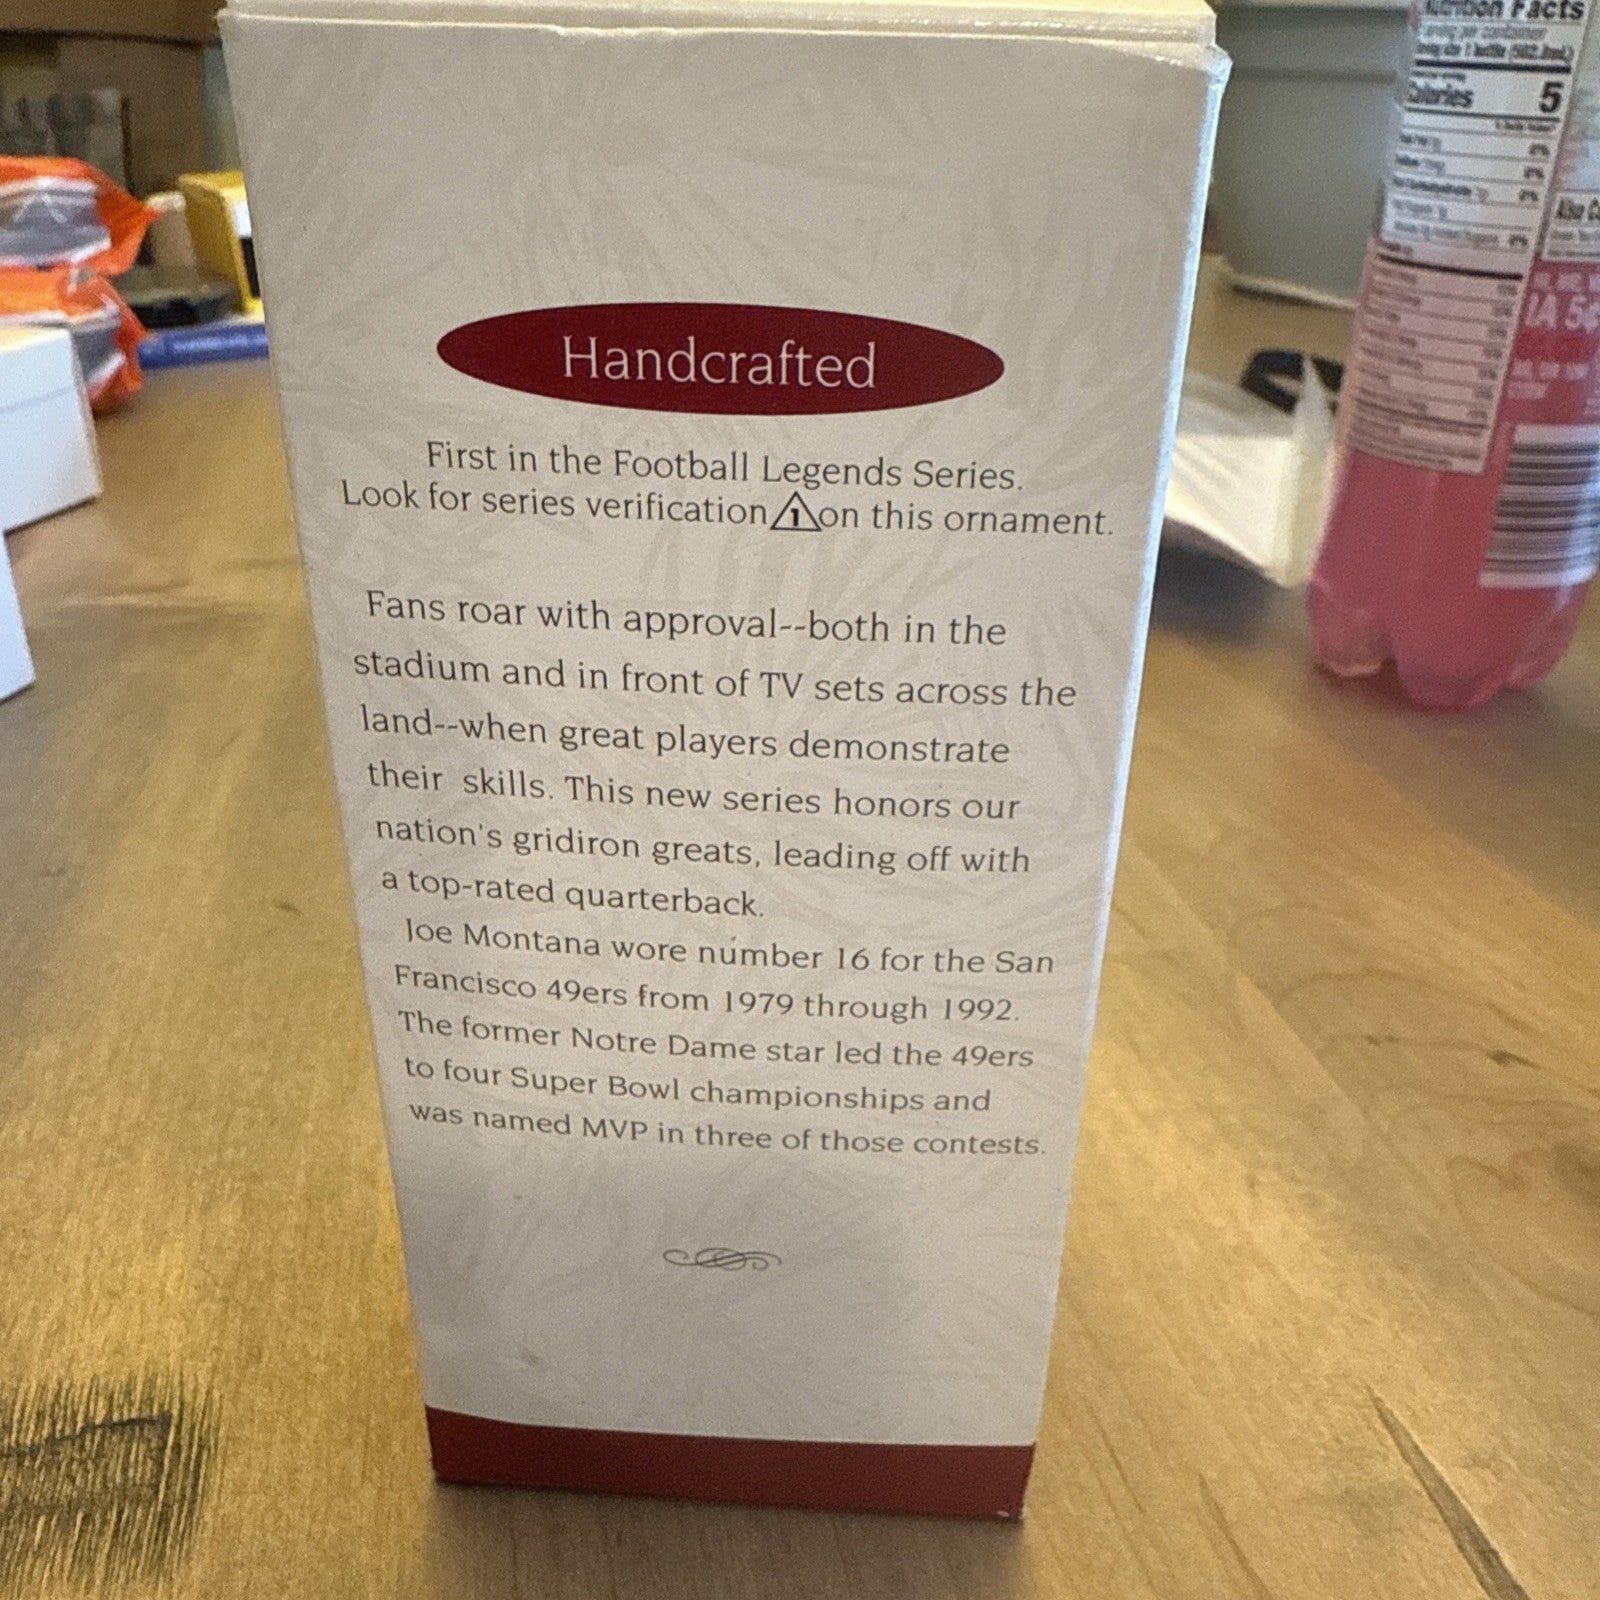 Handcrafted
First in the Football Legends Series.
Look for series verification 1 on this ornament.
Fans roar with approval--both in the
stadium and in front of TV sets across the
land--when great players demonstrate
their skills. This new series honors our
nation's gridiron greats, leading off with
a top-rated quarterback.
Joe Montana wore number 16 for the San
Francisco 49ers from 1979 through 1992.
The former Notre Dame star led the 49ers
to four Super Bowl championships and
was named MVP in three of those contests.
Nutrition Facts
Calories 5